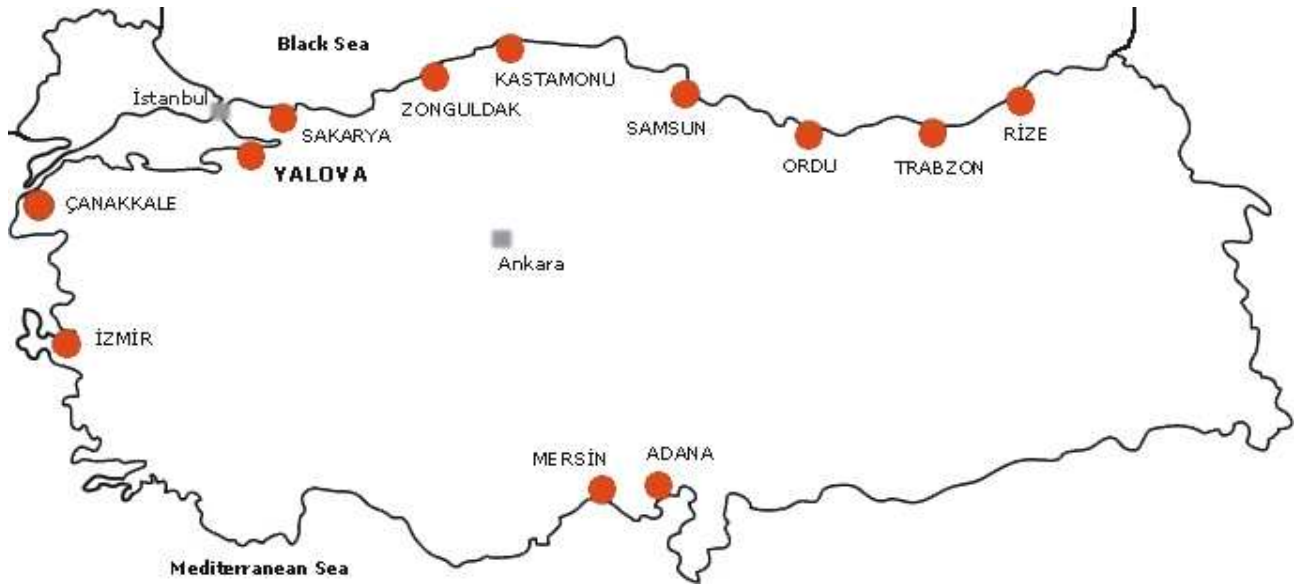 Black Sea
KASTAMONU
İstanbul
ZONGULDAK
SAKARYA
SAMSUN
RİZE
ORDU
TRABZON
YALOVA
ÇANAKKALE
Ankara
İZMİR
MERSİN
ADANA
Mediterranean Sea